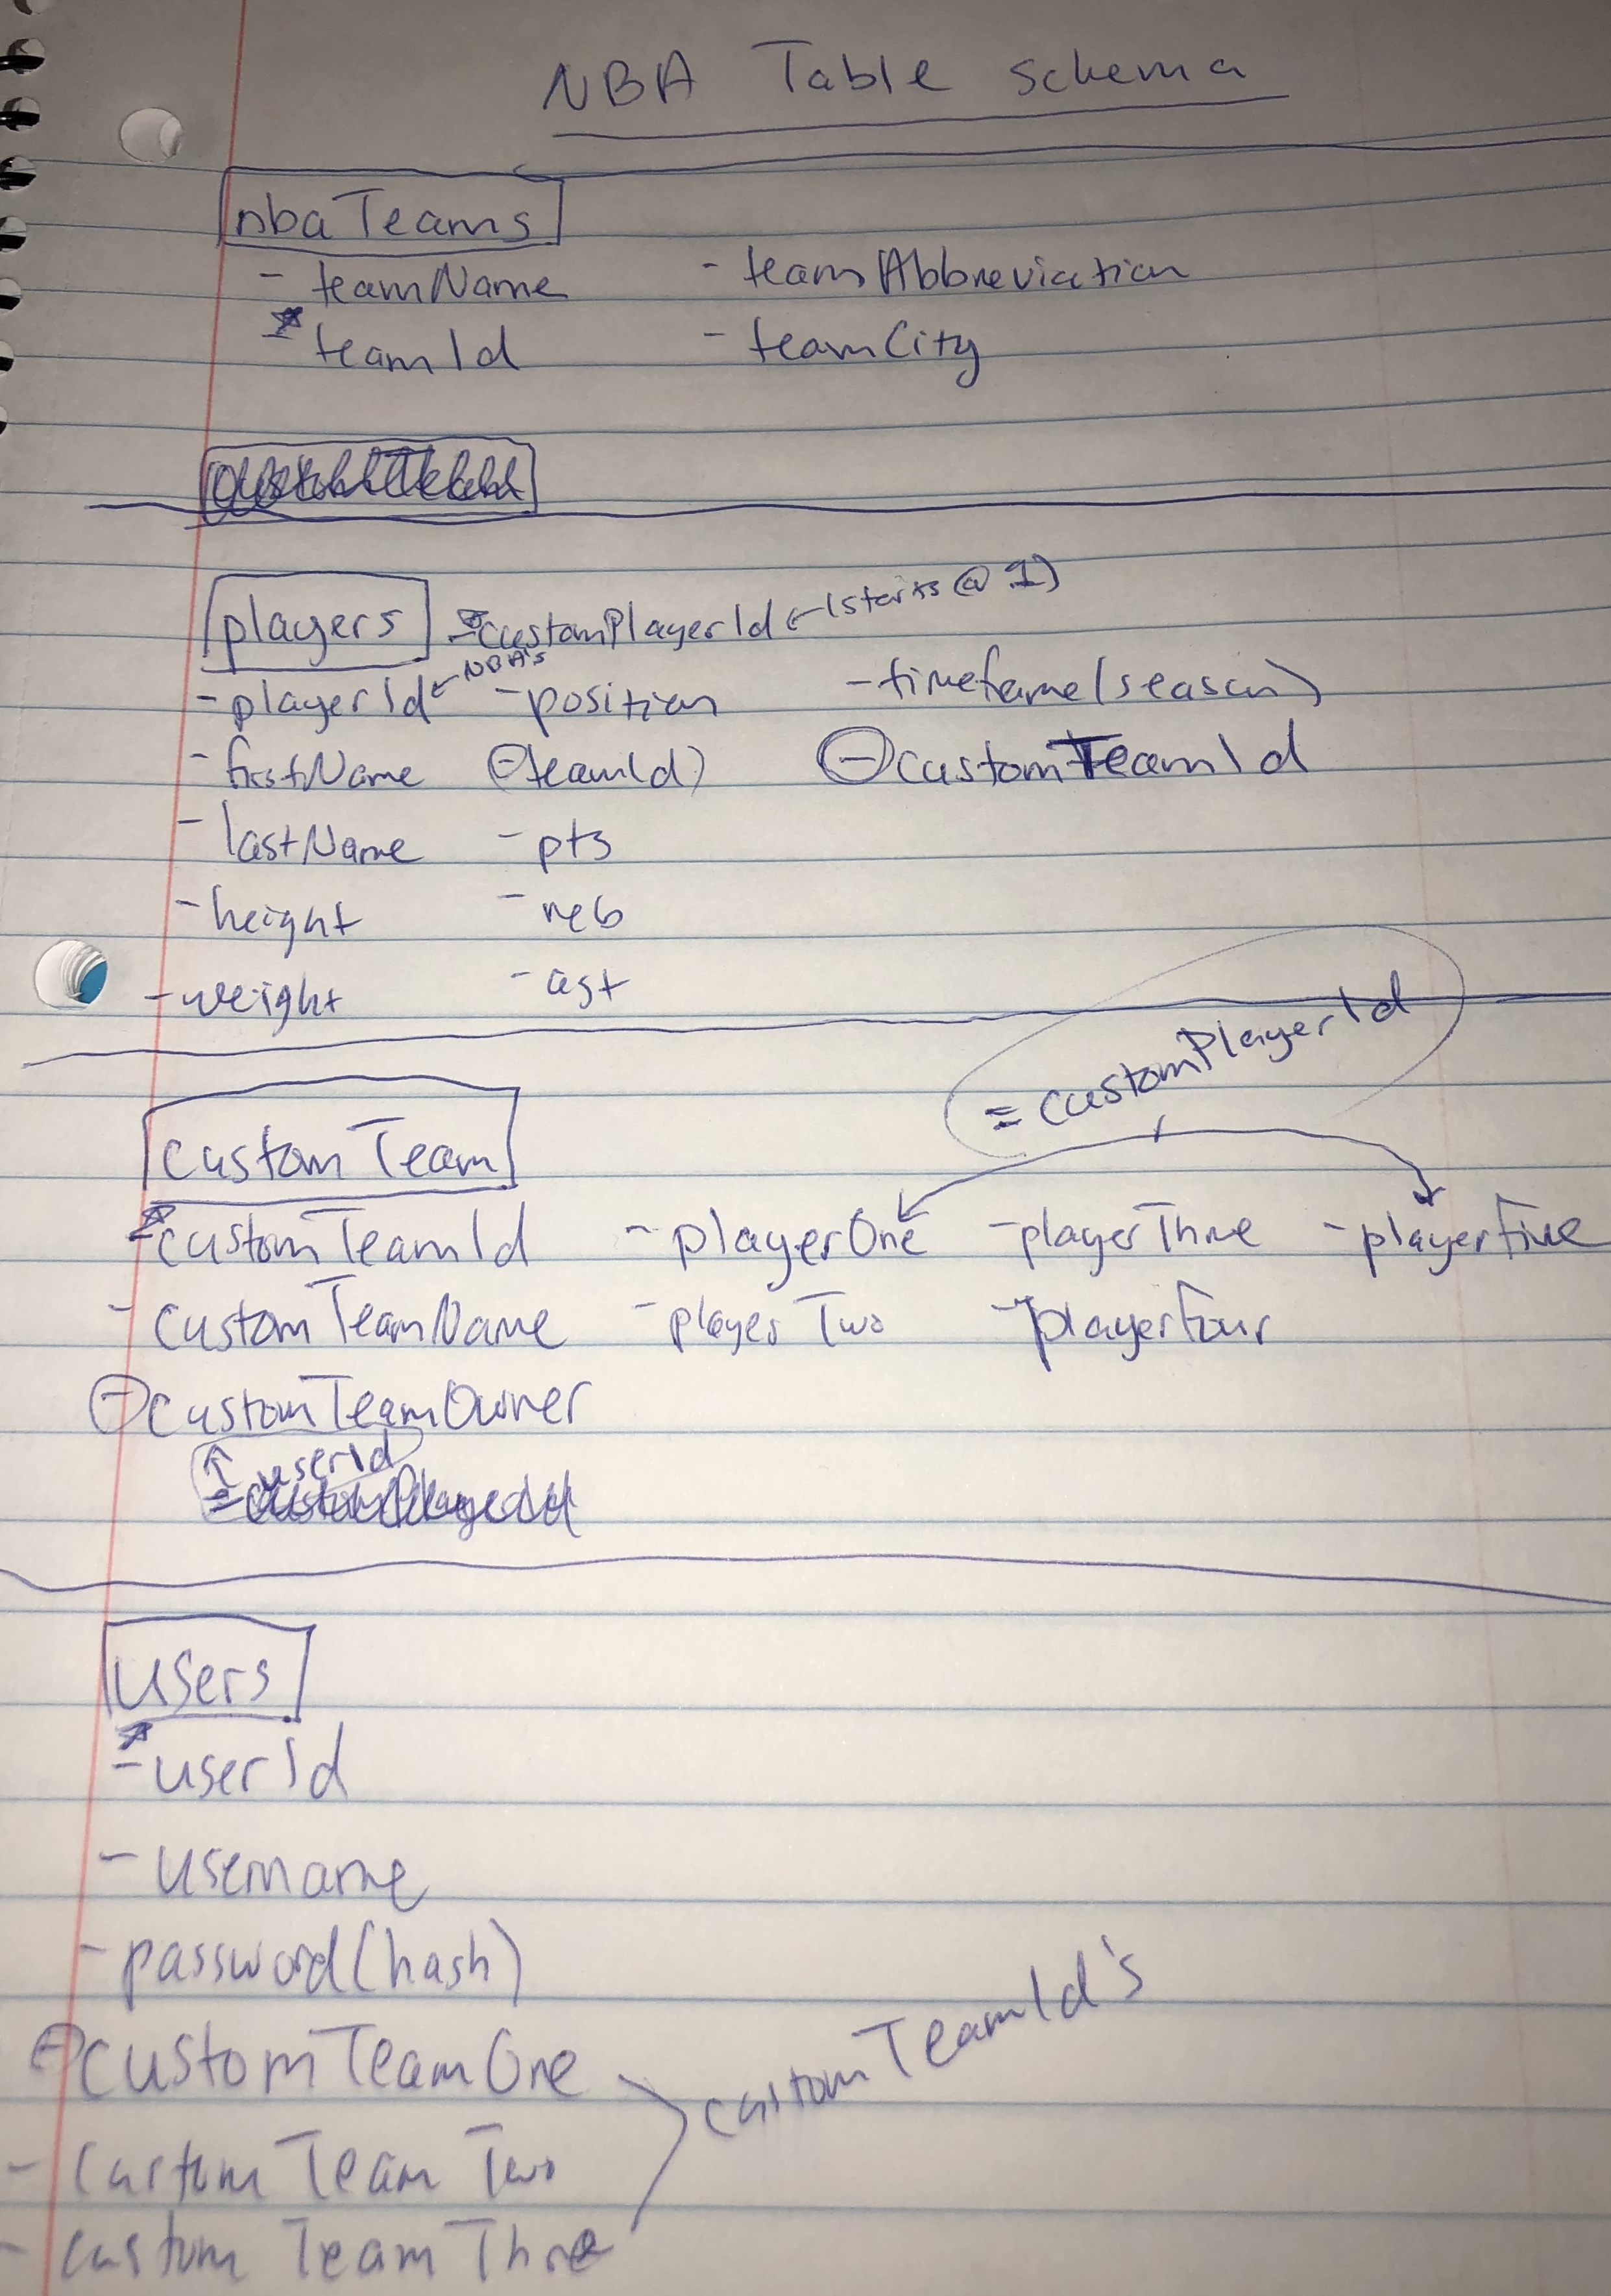 NBA Table schema
nbaTeams
- teamName - teamAbbreviation
* teamId - teamCity
players * - customPlayerId ← (starts @ 1)
- playerId ← NBA's - position - timeframe (season)
- firstName (- teamId) - customTeamId
- lastName - pts
- height - reb
- weight - ast
= customPlayerId
customTeam
* - customTeamId - playerOne - playerThree - playerFive
- customTeamName - playerTwo - playerFour
- customTeamOwner
↑ userId
=
users
* - userId
- username
- password (hash)
- customTeamOne
customTeamId's
- customTeamTwo
- customTeamThree